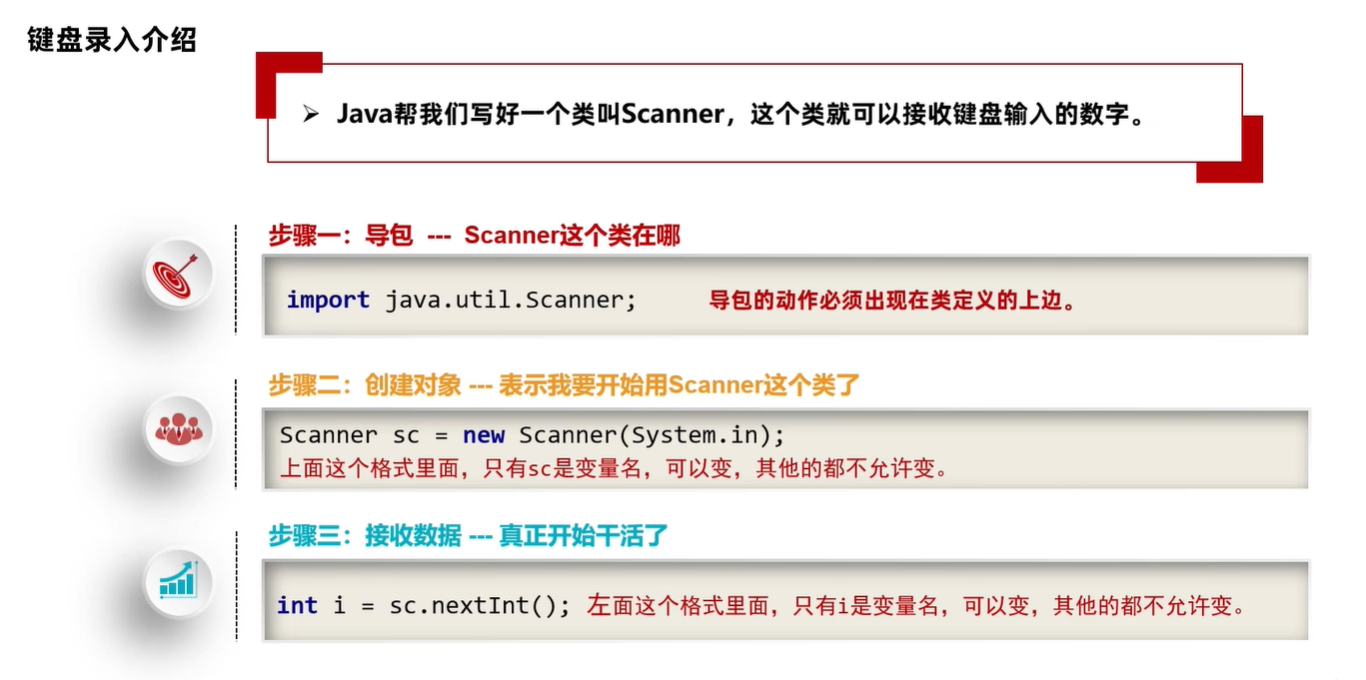 键盘录入介绍
➢ Java帮我们写好一个类叫Scanner，这个类就可以接收键盘输入的数字。
步骤一：导包 --- Scanner这个类在哪
import java.util.Scanner; 导包的动作必须出现在类定义的上边。
步骤二：创建对象 --- 表示我要开始用Scanner这个类了
Scanner sc = new Scanner(System.in);
上面这个格式里面，只有sc是变量名，可以变，其他的都不允许变。
步骤三：接收数据 --- 真正开始干活了
int i = sc.nextInt(); 左面这个格式里面，只有i是变量名，可以变，其他的都不允许变。